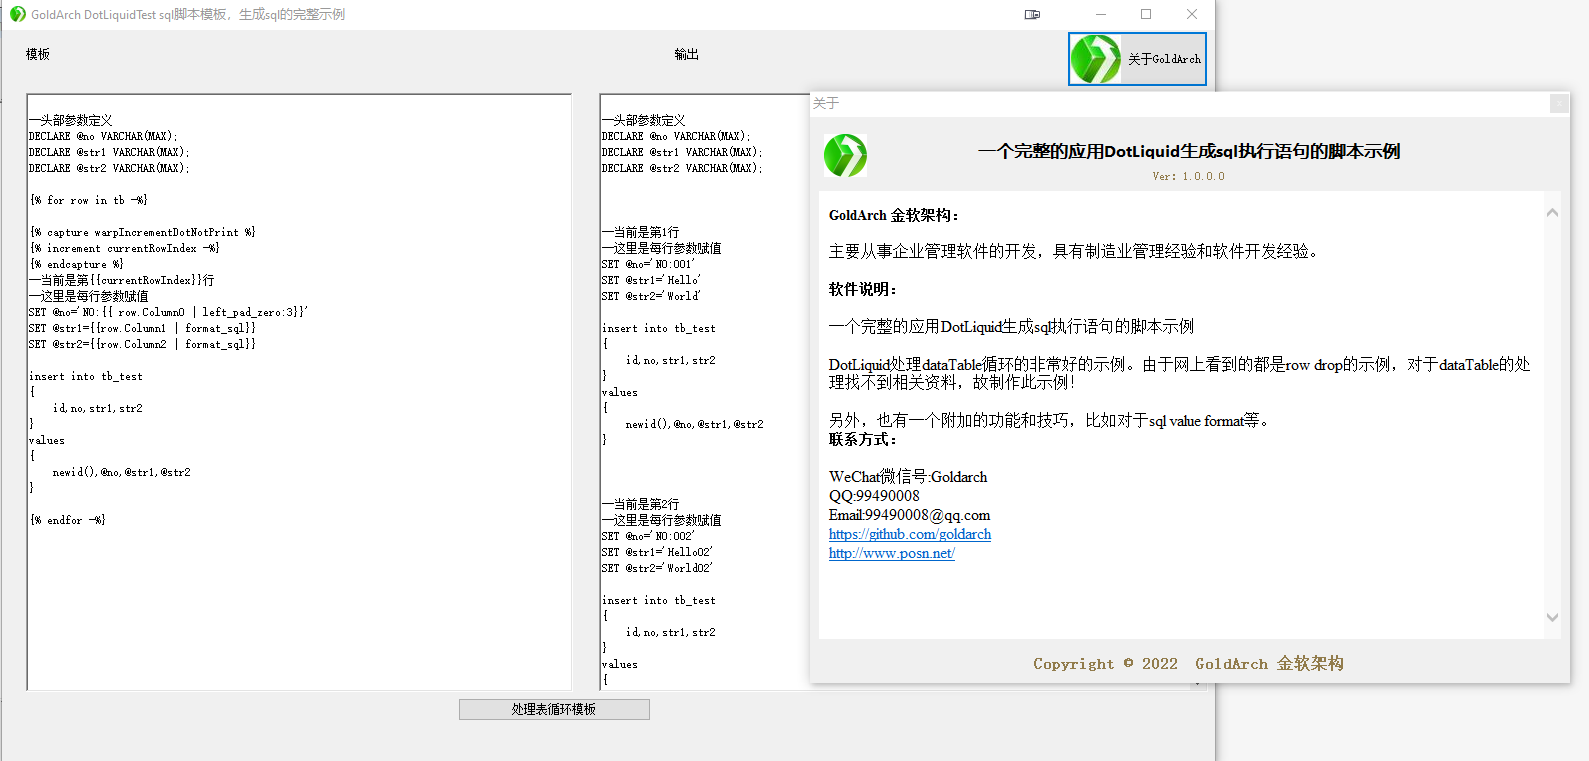 GoldArch DotLiquidTest sql脚本模板，生成sql的完整示例
模板
输出
关于GoldArch
--头部参数定义
DECLARE @no VARCHAR(MAX);
DECLARE @str1 VARCHAR(MAX);
DECLARE @str2 VARCHAR(MAX);
{% for row in tb -%}
{% capture warpIncrementDotNotPrint %}
{% increment currentRowIndex -%}
{% endcapture %}
--当前是第{{currentRowIndex}}行
--这里是每行参数赋值
SET @no='NO:{{ row.Column0 | left_pad_zero:3}}'
SET @str1={{row.Column1 | format_sql}}
SET @str2={{row.Column2 | format_sql}}
insert into tb_test
{
id,no,str1,str2
}
values
{
newid(),@no,@str1,@str2
}
{% endfor -%}
--头部参数定义
DECLARE @no VARCHAR(MAX);
DECLARE @str1 VARCHAR(MAX);
DECLARE @str2 VARCHAR(MAX);
--当前是第1行
--这里是每行参数赋值
SET @no='NO:001'
SET @str1='Hello'
SET @str2='World'
insert into tb_test
{
id,no,str1,str2
}
values
{
newid(),@no,@str1,@str2
}
--当前是第2行
--这里是每行参数赋值
SET @no='NO:002'
SET @str1='Hello02'
SET @str2='World02'
insert into tb_test
{
id,no,str1,str2
}
values
{
处理表循环模板
关于
一个完整的应用DotLiquid生成sql执行语句的脚本示例
Ver: 1.0.0.0
GoldArch 金软架构：
主要从事企业管理软件的开发，具有制造业管理经验和软件开发经验。
软件说明：
一个完整的应用DotLiquid生成sql执行语句的脚本示例
DotLiquid处理dataTable循环的非常好的示例。由于网上看到的都是row drop的示例，对于dataTable的处
理找不到相关资料，故制作此示例！
另外，也有一个附加的功能和技巧，比如对于sql value format等。
联系方式：
WeChat微信号:Goldarch
QQ:99490008
Email:99490008@qq.com
https://github.com/goldarch
http://www.posn.net/
Copyright © 2022 GoldArch 金软架构